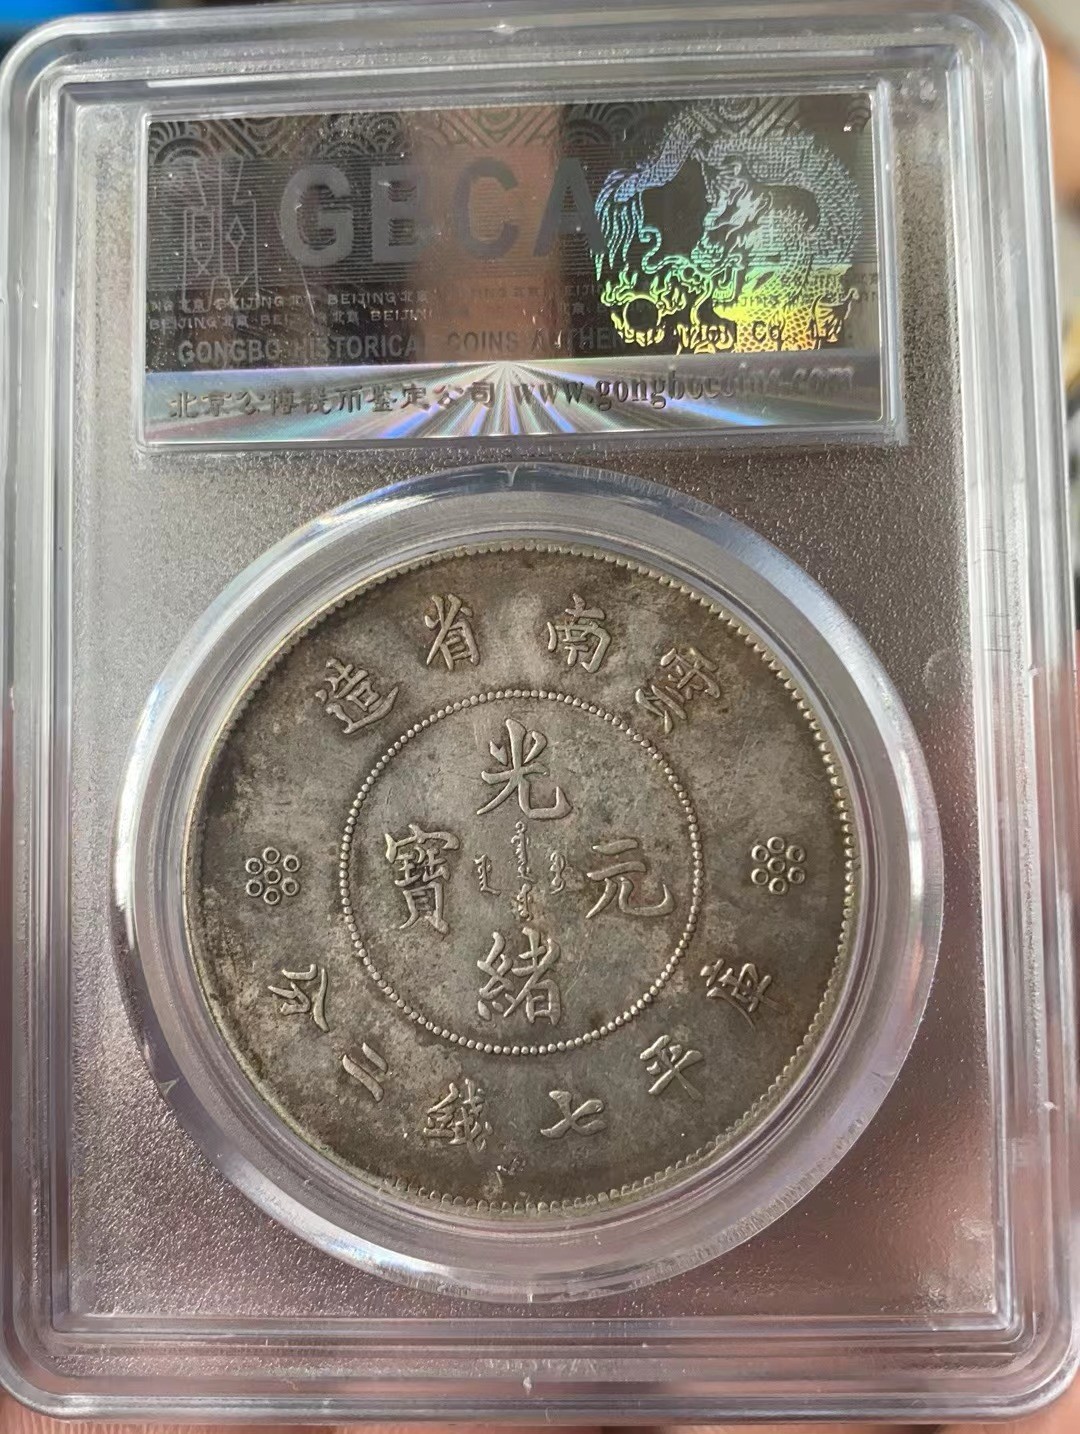 GBCA
BEIJING 北京 BEIJING 北京
BEIJING 北京
GONGBO HISTORICAL COINS AUTHENTICATION Co.
北京公博钱币鉴定公司 www.gongbocoins.com
雲南省造
光緒元寶
庫平七錢二分